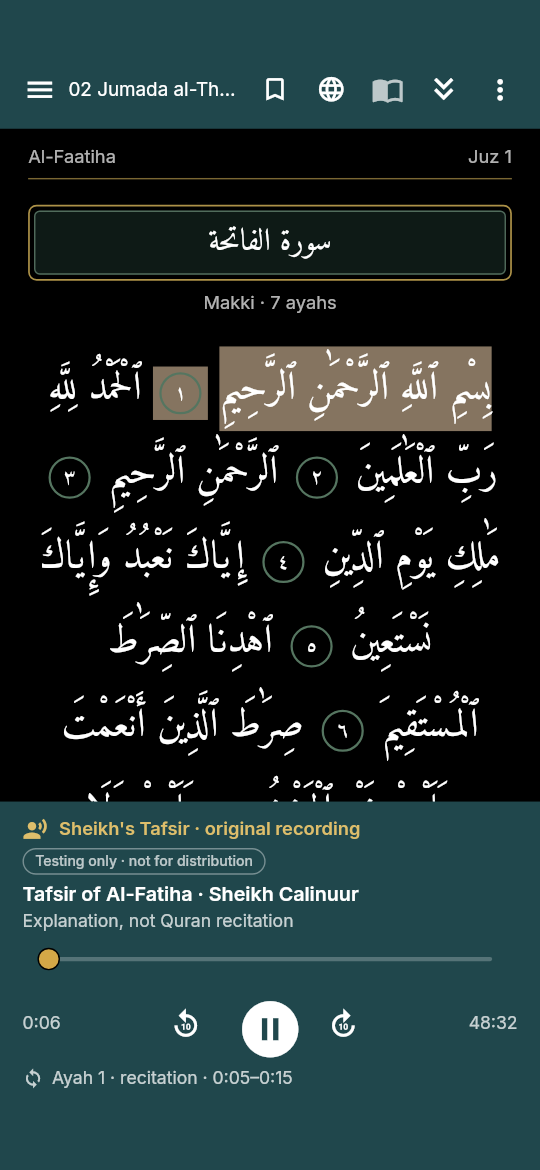 02 Jumada al-Th...
Al-Faatiha
Juz 1
سورة الفاتحة
Makki · 7 ayahs
بِسْمِ ٱللَّهِ ٱلرَّحْمَٰنِ ٱلرَّحِيمِ ١ ٱلْحَمْدُ لِلَّهِ
رَبِّ ٱلْعَٰلَمِينَ ٢ ٱلرَّحْمَٰنِ ٱلرَّحِيمِ ٣
مَٰلِكِ يَوْمِ ٱلدِّينِ ٤ إِيَّاكَ نَعْبُدُ وَإِيَّاكَ
نَسْتَعِينُ ٥ ٱهْدِنَا ٱلصِّرَٰطَ
ٱلْمُسْتَقِيمَ ٦ صِرَٰطَ ٱلَّذِينَ أَنْعَمْتَ
Sheikh's Tafsir · original recording
Testing only · not for distribution
Tafsir of Al-Fatiha · Sheikh Calinuur
Explanation, not Quran recitation
0:06
10
10
48:32
Ayah 1 · recitation · 0:05–0:15